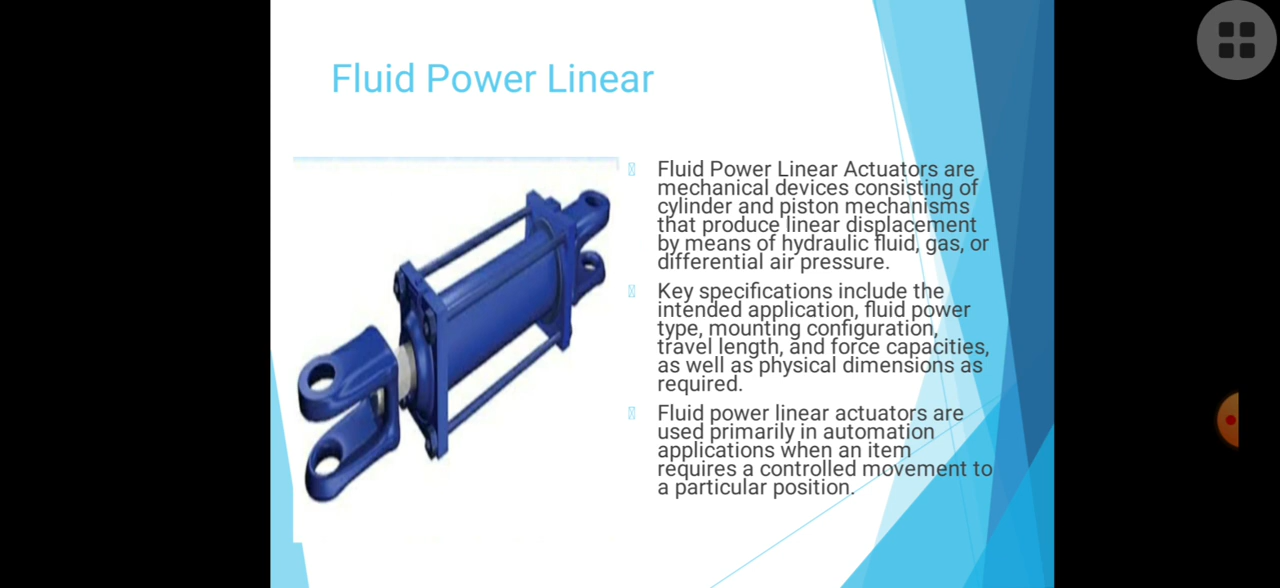 Fluid Power Linear
Fluid Power Linear Actuators are
mechanical devices consisting of
cylinder and piston mechanisms
that produce linear displacement
by means of hydraulic fluid, gas, or
differential air pressure.
Key specifications include the
intended application, fluid power
type, mounting configuration,
travel length, and force capacities,
as well as physical dimensions as
required.
Fluid power linear actuators are
used primarily in automation
applications when an item
requires a controlled movement to
a particular position.